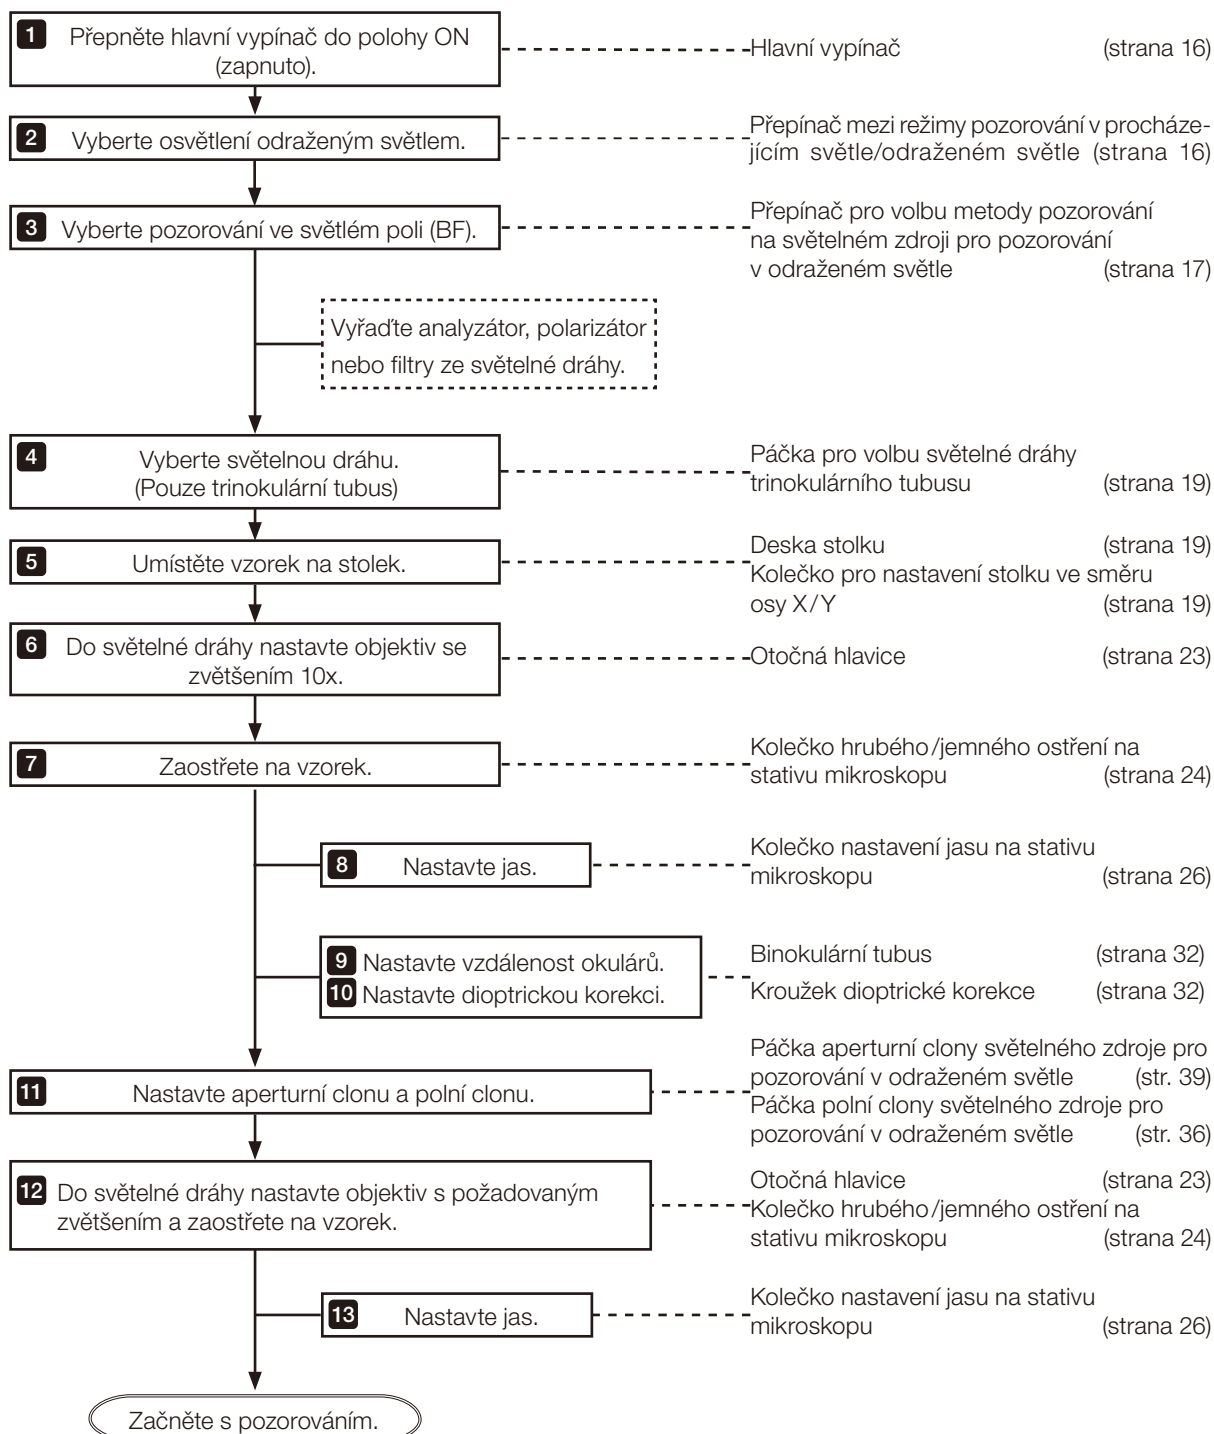 1 Přepněte hlavní vypínač do polohy ON
(zapnuto).
Hlavní vypínač (strana 16)
2 Vyberte osvětlení odraženým světlem.
Přepínač mezi režimy pozorování v procháze-
jícím světle/odraženém světle (strana 16)
3 Vyberte pozorování ve světlém poli (BF).
Přepínač pro volbu metody pozorování
na světelném zdroji pro pozorování
v odraženém světle (strana 17)
Vyřaďte analyzátor, polarizátor
nebo filtry ze světelné dráhy.
4 Vyberte světelnou dráhu.
(Pouze trinokulární tubus)
Páčka pro volbu světelné dráhy
trinokulárního tubusu (strana 19)
5 Umístěte vzorek na stolek.
Deska stolku (strana 19)
Kolečko pro nastavení stolku ve směru
osy X/Y (strana 19)
6 Do světelné dráhy nastavte objektiv se
zvětšením 10x.
Otočná hlavice (strana 23)
7 Zaostřete na vzorek.
Kolečko hrubého/jemného ostření na
stativu mikroskopu (strana 24)
8 Nastavte jas.
Kolečko nastavení jasu na stativu
mikroskopu (strana 26)
9 Nastavte vzdálenost okulárů.
10 Nastavte dioptrickou korekci.
Binokulární tubus (strana 32)
Kroužek dioptrické korekce (strana 32)
11 Nastavte aperturní clonu a polní clonu.
Páčka aperturní clony světelného zdroje pro
pozorování v odraženém světle (str. 39)
Páčka polní clony světelného zdroje pro
pozorování v odraženém světle (str. 36)
12 Do světelné dráhy nastavte objektiv s požadovaným
zvětšením a zaostřete na vzorek.
Otočná hlavice (strana 23)
Kolečko hrubého/jemného ostření na
stativu mikroskopu (strana 24)
13 Nastavte jas.
Kolečko nastavení jasu na stativu
mikroskopu (strana 26)
Začněte s pozorováním.